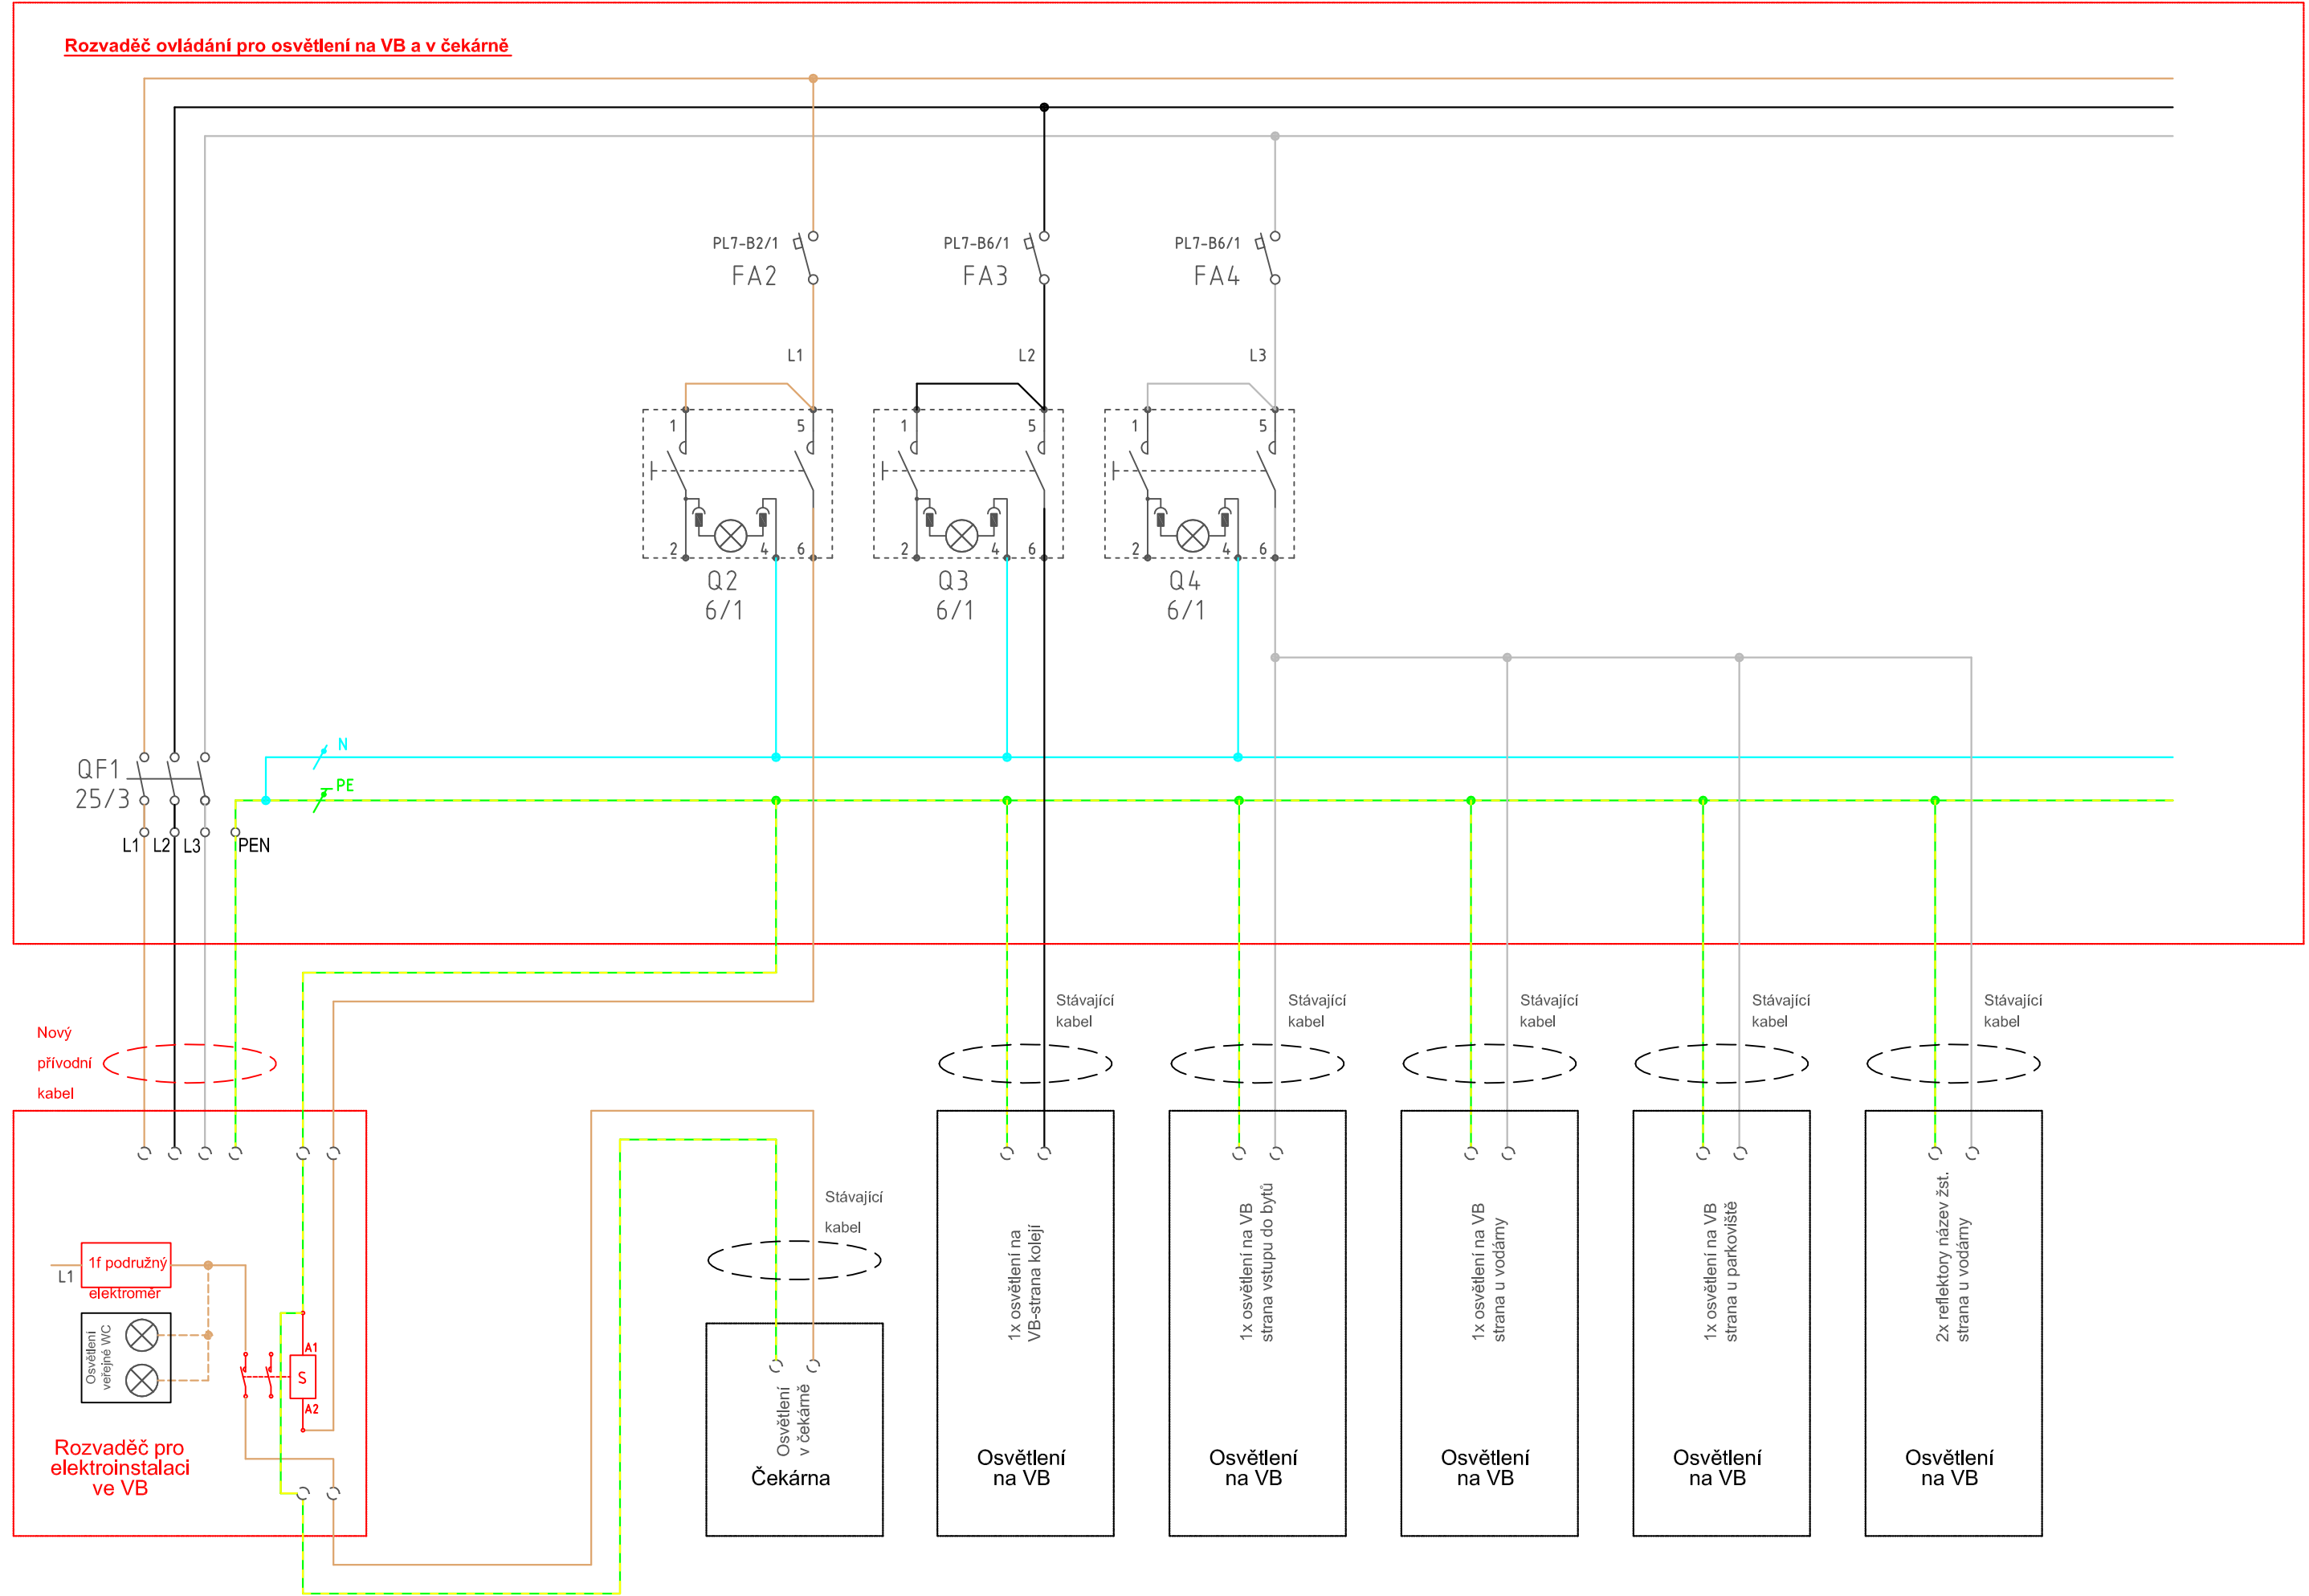 Rozvaděč ovládání pro osvětlení na VB a v čekárně
PL7-B2/1
FA2
PL7-B6/1
FA3
PL7-B6/1
FA4
L1
L2
L3
1
5
2
4
6
Q2
6/1
1
5
2
4
6
Q3
6/1
1
5
2
4
6
Q4
6/1
N
PE
QF1
25/3
L1
L2
L3
PEN
Nový
přívodní
kabel
Stávající
kabel
Stávající
kabel
Stávající
kabel
Stávající
kabel
Stávající
kabel
Stávající
kabel
L1
1f podružný
elektroměr
Osvětlení
veřejné WC
A1
S
A2
Rozvaděč pro
elektroinstalaci
ve VB
Osvětlení
v čekárně
Čekárna
1x osvětlení na
VB-strana kolejí
Osvětlení
na VB
1x osvětlení na VB
strana vstupu do bytů
Osvětlení
na VB
1x osvětlení na VB
strana u vodárny
Osvětlení
na VB
1x osvětlení na VB
strana u parkoviště
Osvětlení
na VB
2x reflektory název žst.
strana u vodárny
Osvětlení
na VB